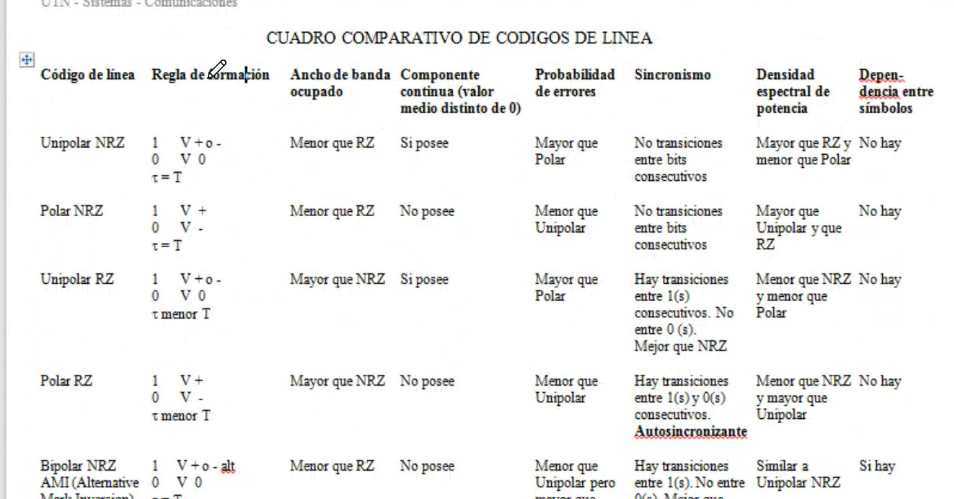 UTN - Sistemas - Comunicaciones
CUADRO COMPARATIVO DE CODIGOS DE LINEA
Código de línea Regla de formación Ancho de banda ocupado Componente continua (valor medio distinto de 0) Probabilidad de errores Sincronismo Densidad espectral de potencia Depen-dencia entre símbolos
Unipolar NRZ 1 V + o - Menor que RZ Si posee Mayor que No transiciones Mayor que RZ y No hay
0 V 0 Polar entre bits menor que Polar
τ = T consecutivos
Polar NRZ 1 V + Menor que RZ No posee Menor que No transiciones Mayor que No hay
0 V - Unipolar entre bits Unipolar y que
τ = T consecutivos RZ
Unipolar RZ 1 V + o - Mayor que NRZ Si posee Mayor que Hay transiciones Menor que NRZ No hay
0 V 0 Polar entre 1(s) y menor que
τ menor T consecutivos. No Polar
entre 0 (s).
Mejor que NRZ
Polar RZ 1 V + Mayor que NRZ No posee Menor que Hay transiciones Menor que NRZ No hay
0 V - Unipolar entre 1(s) y 0(s) y mayor que
τ menor T consecutivos. Unipolar
Autosincronizante
Bipolar NRZ 1 V + o - alt Menor que RZ No posee Menor que Hay transiciones Similar a Si hay
AMI (Alternative 0 V 0 Unipolar pero entre 1(s). No entre Unipolar NRZ
Mark Inversion) τ = T mayor que 0(s). Mejor que